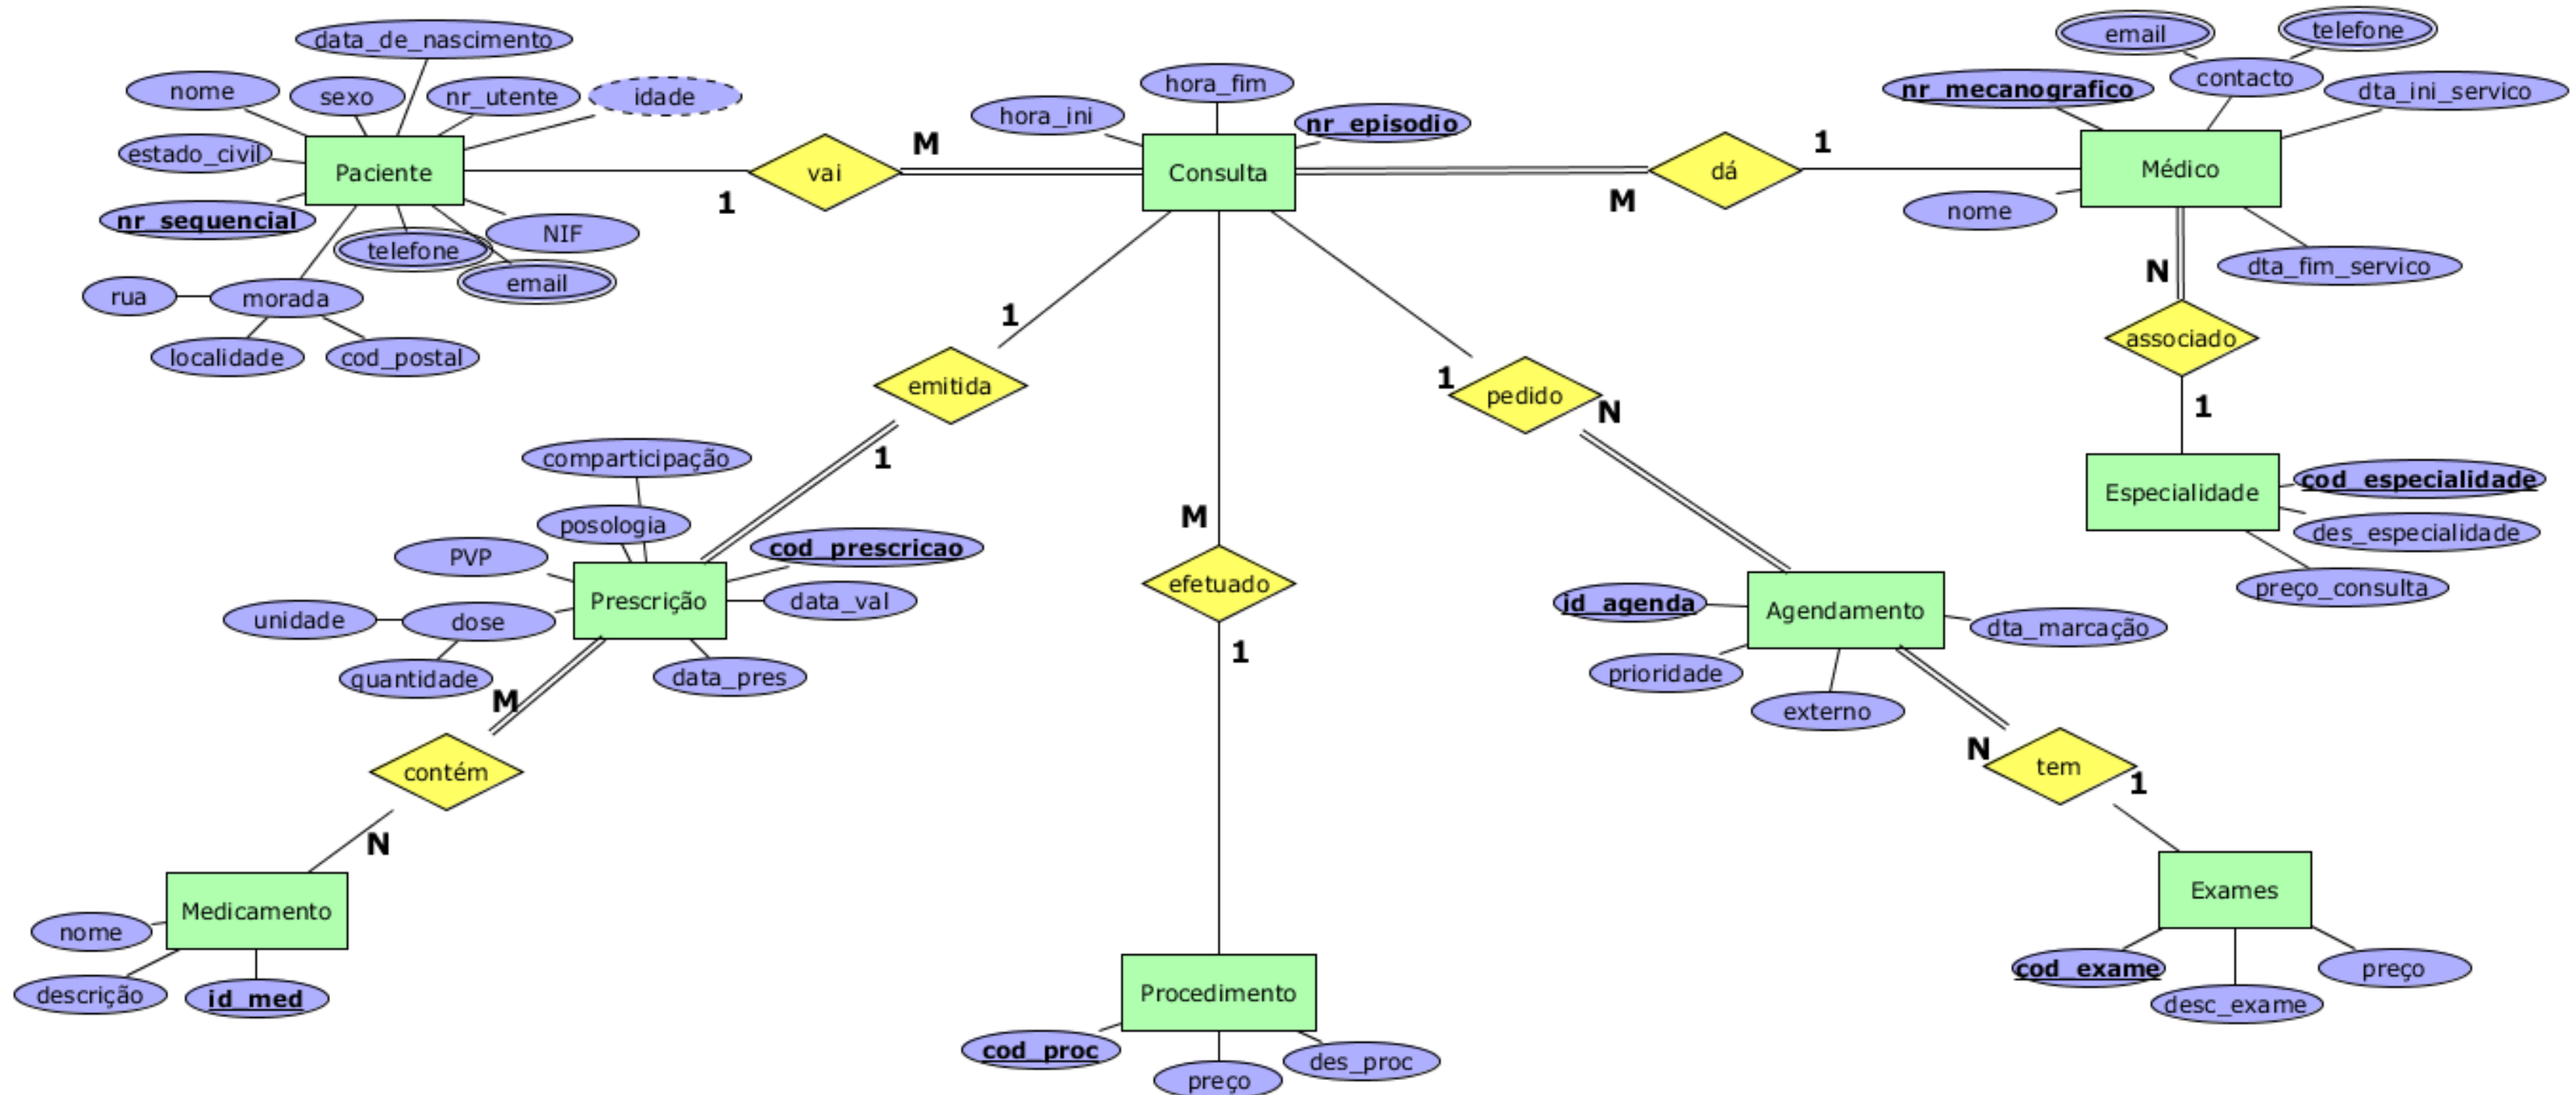 data_de_nascimento
nome
sexo
nr_utente
idade
estado_civil
Paciente
nr_sequencial
telefone
NIF
email
rua
morada
localidade
cod_postal
1
vai
M
hora_ini
hora_fim
nr_episodio
Consulta
M
dá
1
email
telefone
nr_mecanografico
contacto
dta_ini_servico
Médico
nome
dta_fim_servico
N
associado
1
Especialidade
cod_especialidade
des_especialidade
preço_consulta
1
emitida
1
comparticipação
posologia
PVP
cod_prescricao
Prescrição
data_val
unidade
dose
quantidade
data_pres
M
contém
N
Medicamento
nome
descrição
id_med
M
efetuado
1
Procedimento
cod_proc
preço
des_proc
1
pedido
N
id_agenda
Agendamento
dta_marcação
prioridade
externo
N
tem
1
Exames
cod_exame
desc_exame
preço